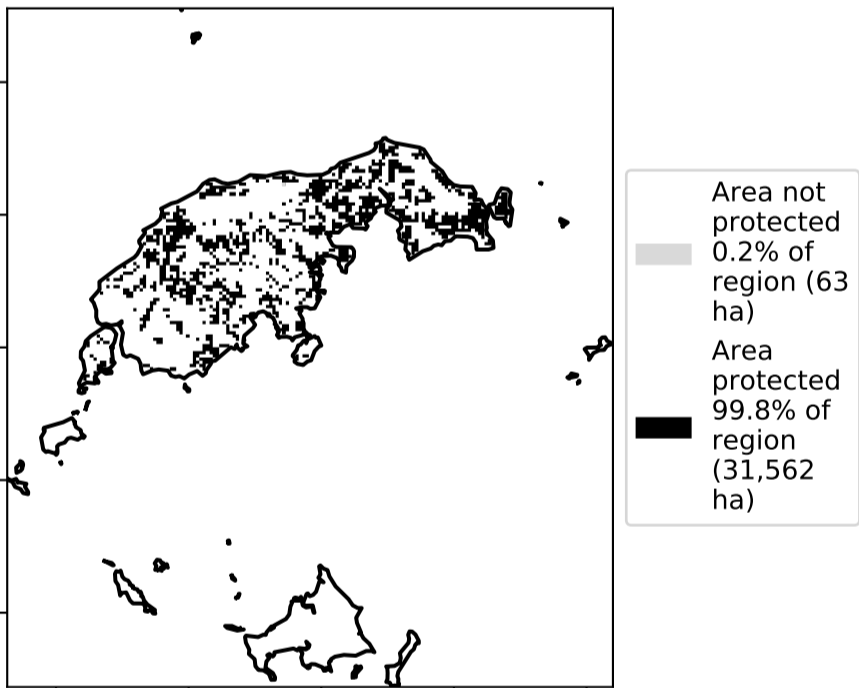 Area not
protected
0.2% of
region (63
ha)
Area
protected
99.8% of
region
(31,562
ha)